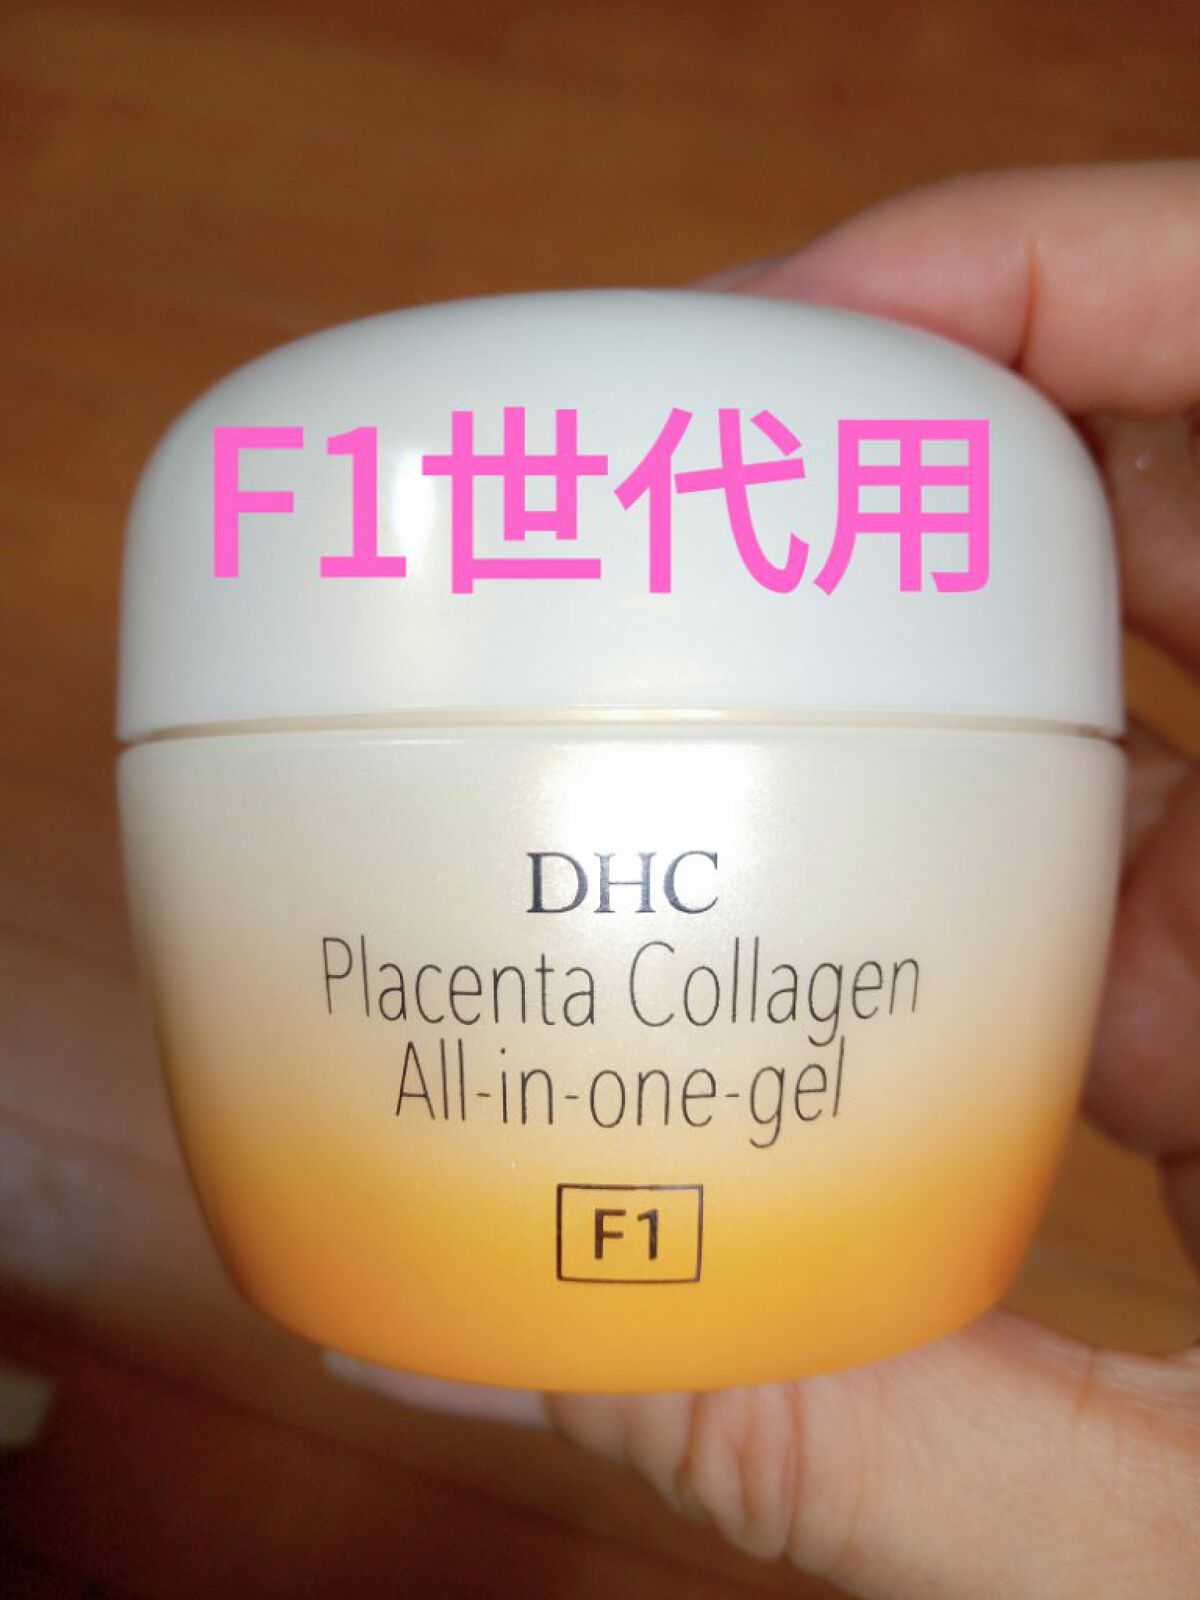 F1世代用
DHC
Placenta Collagen
All-in-one-gel
F1